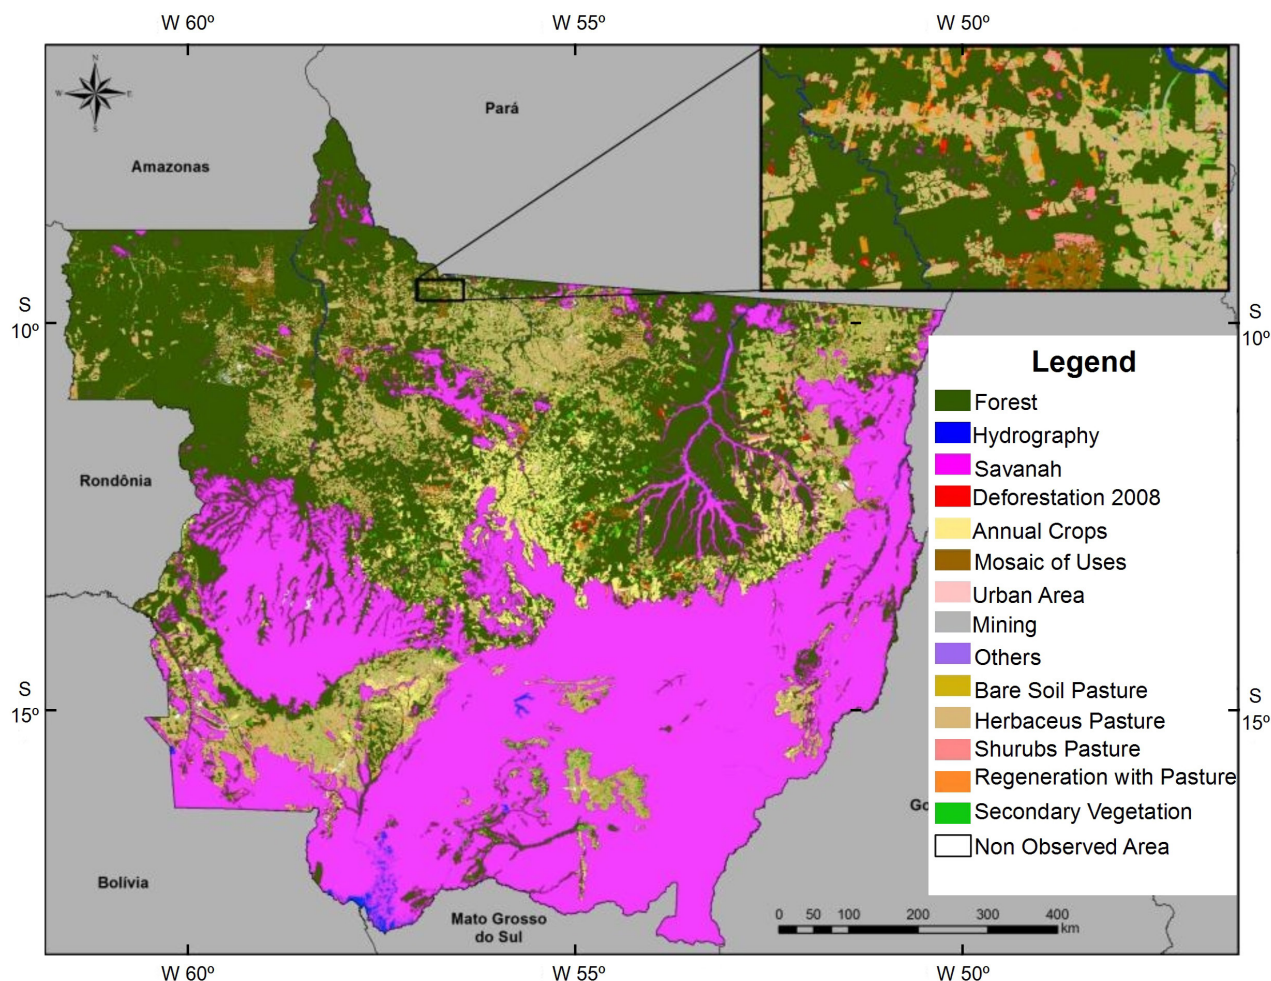 W 60º
W 55º
W 50º
N
W
E
S
Pará
Amazonas
S
10º
S
10º
Legend
Forest
Hydrography
Savanah
Deforestation 2008
Annual Crops
Mosaic of Uses
Urban Area
Mining
Others
Bare Soil Pasture
Herbaceus Pasture
Shurubs Pasture
Regeneration with Pasture
Secondary Vegetation
Non Observed Area
Rondônia
S
15º
S
15º
Go
Bolívia
Mato Grosso
do Sul
0 50 100 200 300 400
km
W 60º
W 55º
W 50º